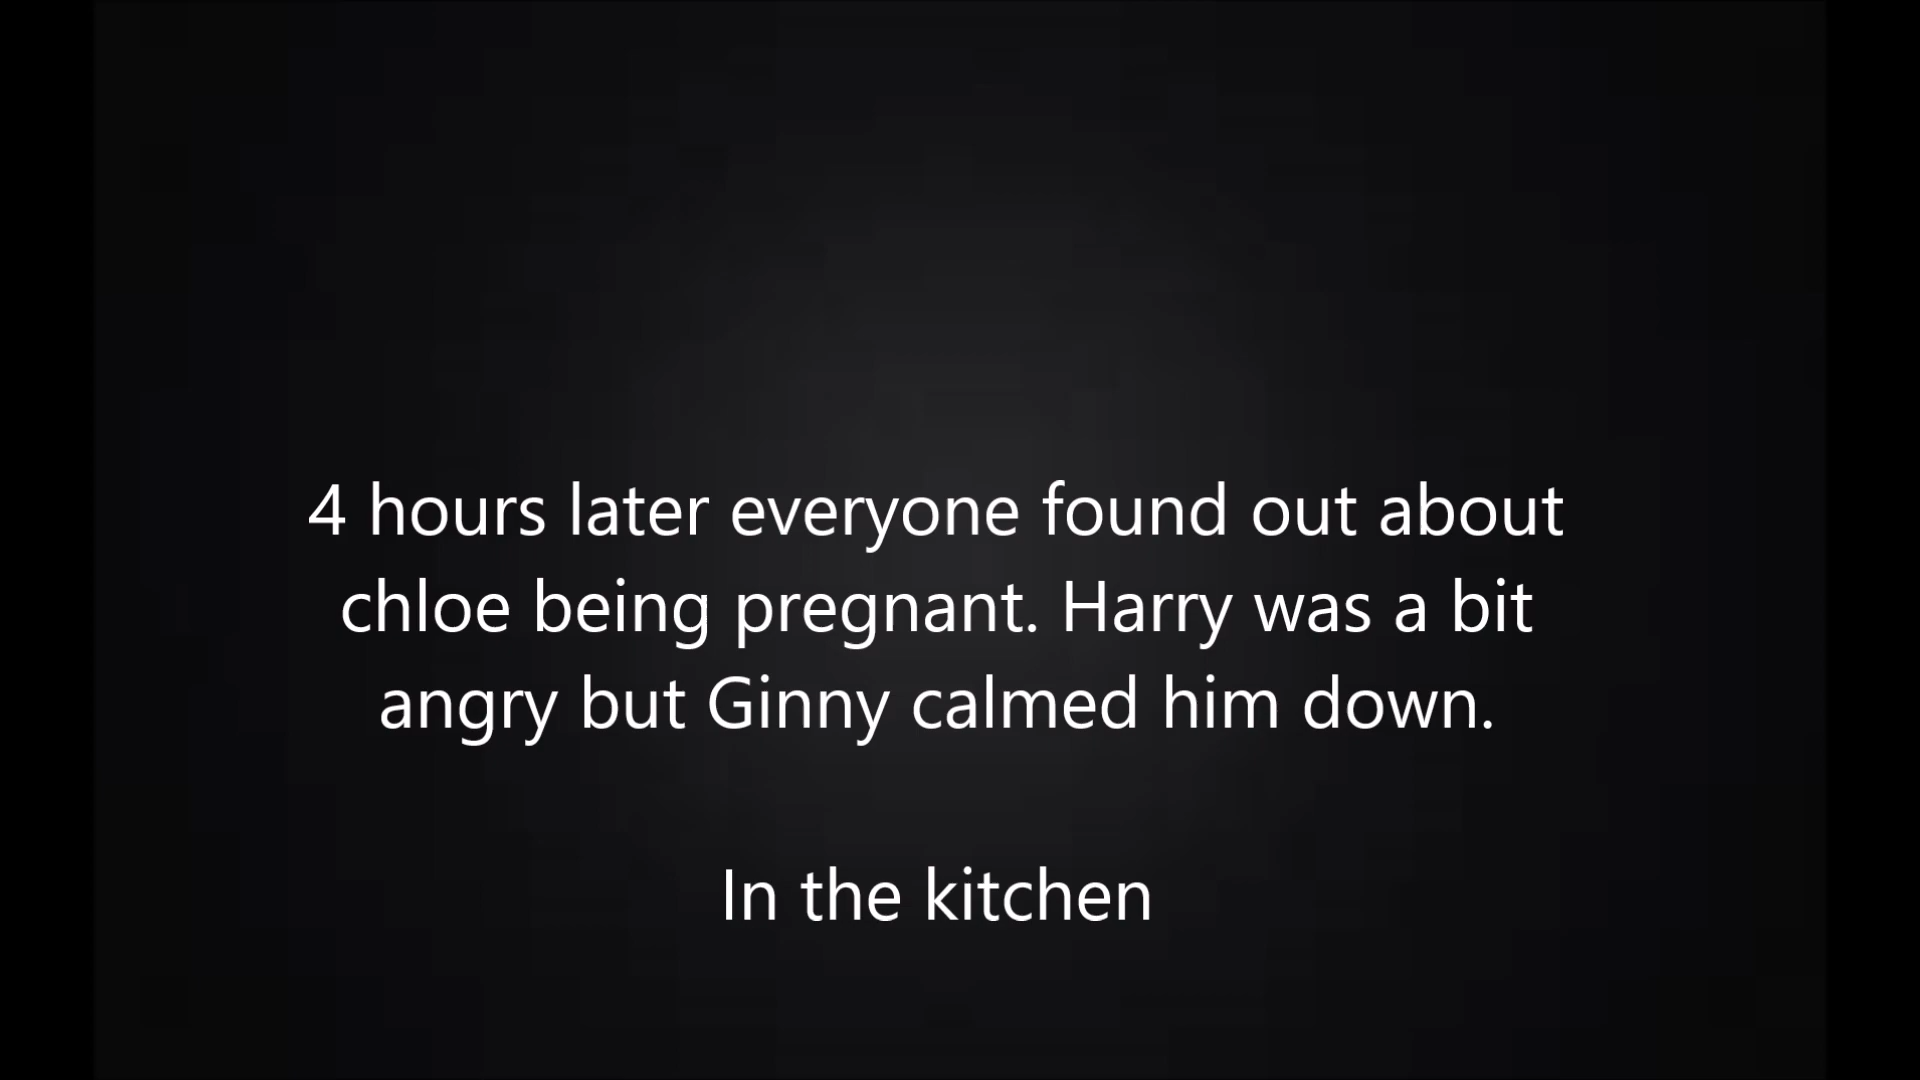 4 hours later everyone found out about
chloe being pregnant. Harry was a bit
angry but Ginny calmed him down.
In the kitchen